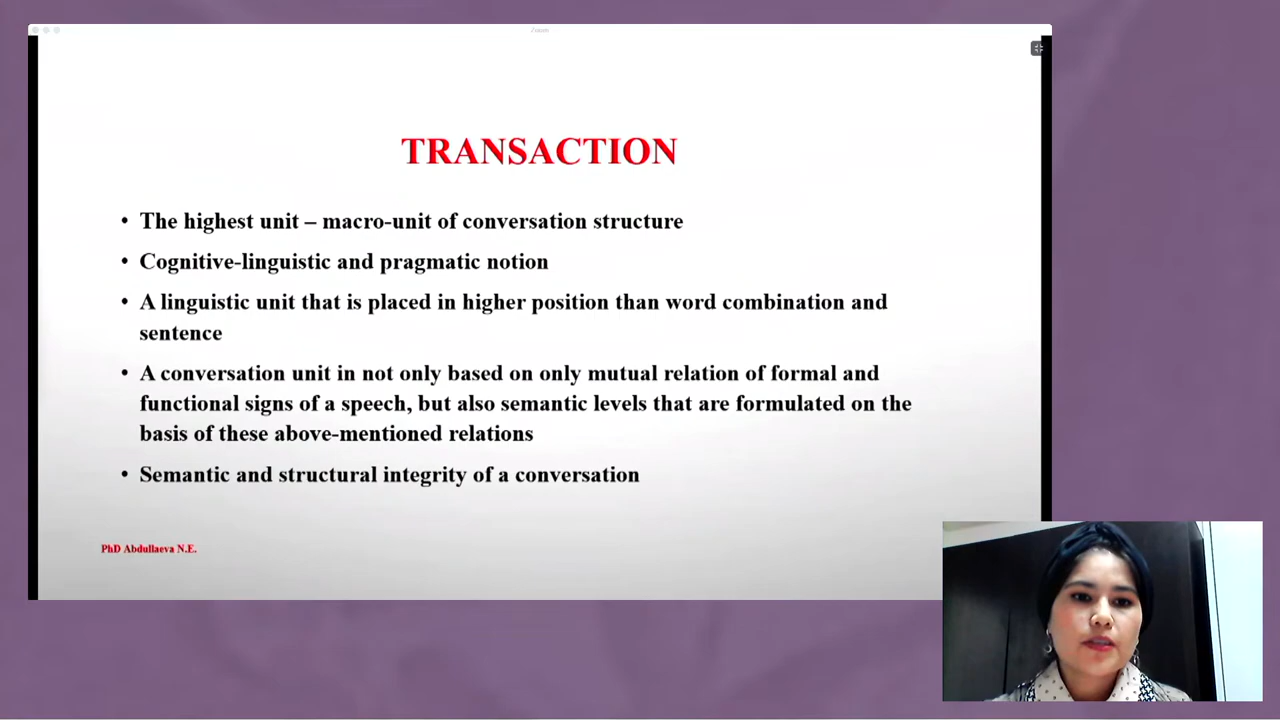 Zoom
TRANSACTION
• The highest unit – macro-unit of conversation structure
• Cognitive-linguistic and pragmatic notion
• A linguistic unit that is placed in higher position than word combination and
sentence
• A conversation unit in not only based on only mutual relation of formal and
functional signs of a speech, but also semantic levels that are formulated on the
basis of these above-mentioned relations
• Semantic and structural integrity of a conversation
PhD Abdullaeva N.E.